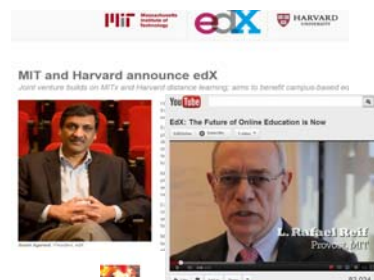 MIT Massachusetts Institute of Technology
edX
HARVARD UNIVERSITY
MIT and Harvard announce edX
Joint venture builds on MITx and Harvard distance learning; aims to benefit campus-based ed
YouTube
EdX: The Future of Online Education is Now
L. Rafael Reif
Provost, MIT